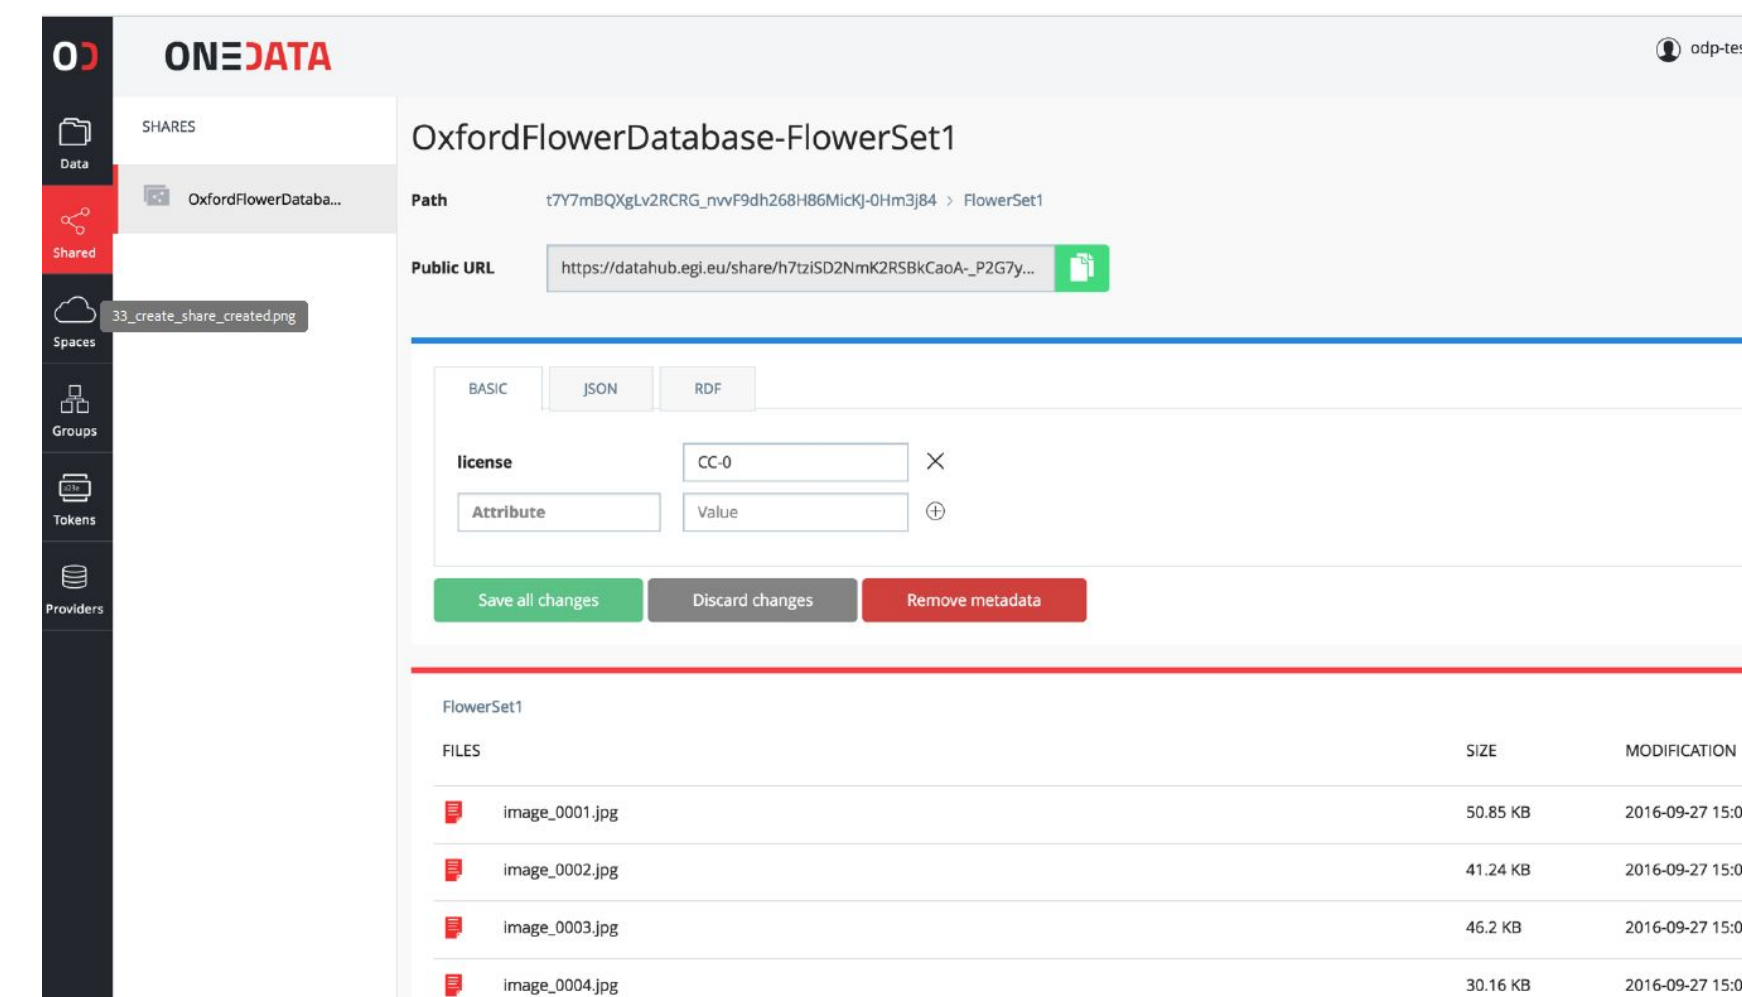 OD ONEDATA odp-tes
Data
Shared
Spaces
Groups
Tokens
Providers
33_create_share_created.png
SHARES
OxfordFlowerDataba...
OxfordFlowerDatabase-FlowerSet1
Path t7Y7mBQXgLv2RCRG_nvvF9dh268H86MicKJ-0Hm3j84 > FlowerSet1
Public URL https://datahub.egi.eu/share/h7tziSD2NmK2RSBkCaoA-_P2G7y...
BASIC JSON RDF
license CC-0
Attribute Value
Save all changes Discard changes Remove metadata
FlowerSet1
FILES SIZE MODIFICATION
image_0001.jpg 50.85 KB 2016-09-27 15:0
image_0002.jpg 41.24 KB 2016-09-27 15:0
image_0003.jpg 46.2 KB 2016-09-27 15:0
image_0004.jpg 30.16 KB 2016-09-27 15:0